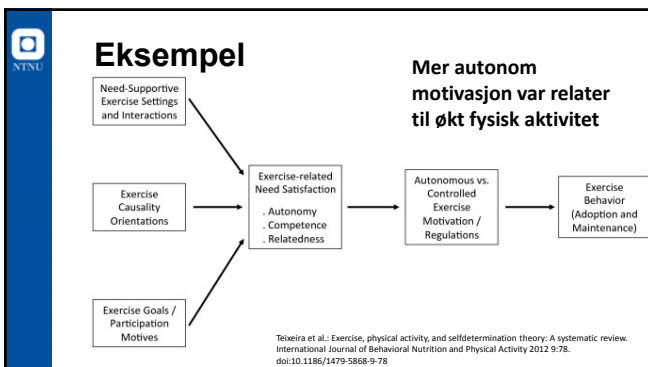 NTNU
Eksempel
Mer autonom
motivasjon var relater
til økt fysisk aktivitet
Need-Supportive
Exercise Settings
and Interactions
Exercise
Causality
Orientations
Exercise Goals /
Participation
Motives
Exercise-related
Need Satisfaction
. Autonomy
. Competence
. Relatedness
Autonomous vs.
Controlled
Exercise
Motivation /
Regulations
Exercise
Behavior
(Adoption and
Maintenance)
Teixeira et al.: Exercise, physical activity, and selfdetermination theory: A systematic review.
International Journal of Behavioral Nutrition and Physical Activity 2012 9:78.
doi:10.1186/1479-5868-9-78